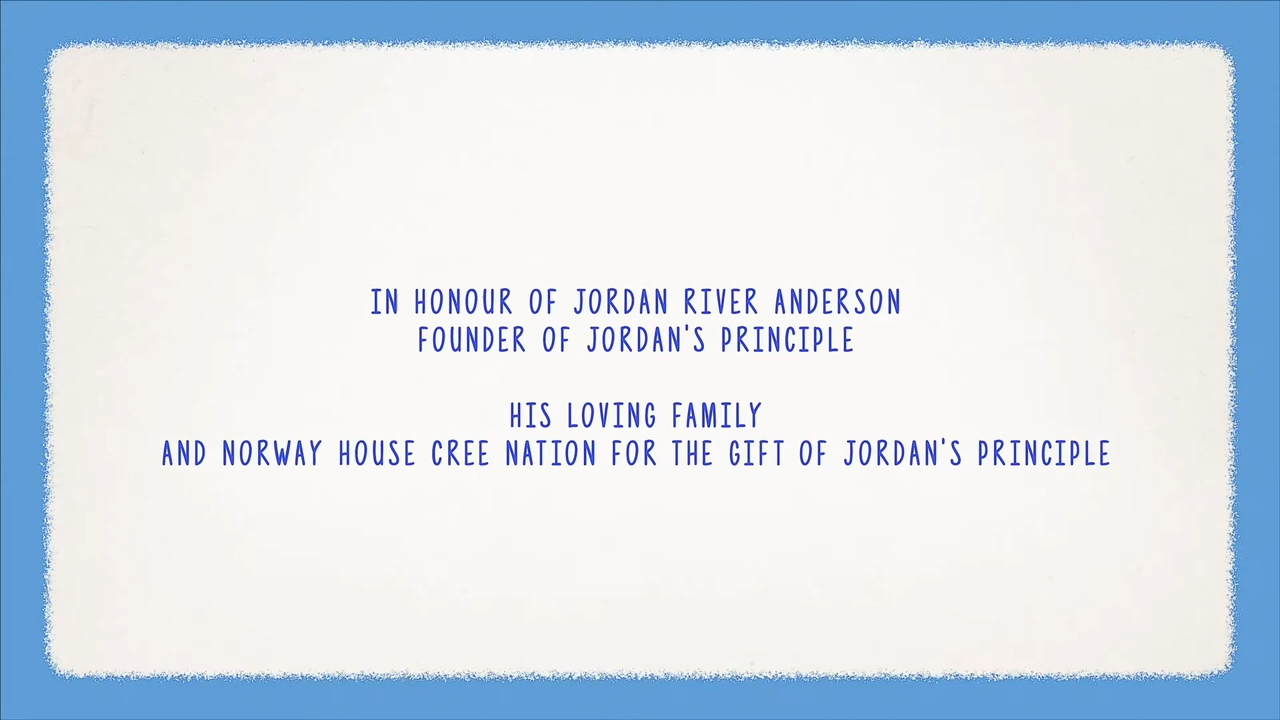 IN HONOUR OF JORDAN RIVER ANDERSON
FOUNDER OF JORDAN'S PRINCIPLE
HIS LOVING FAMILY
AND NORWAY HOUSE CREE NATION FOR THE GIFT OF JORDAN'S PRINCIPLE